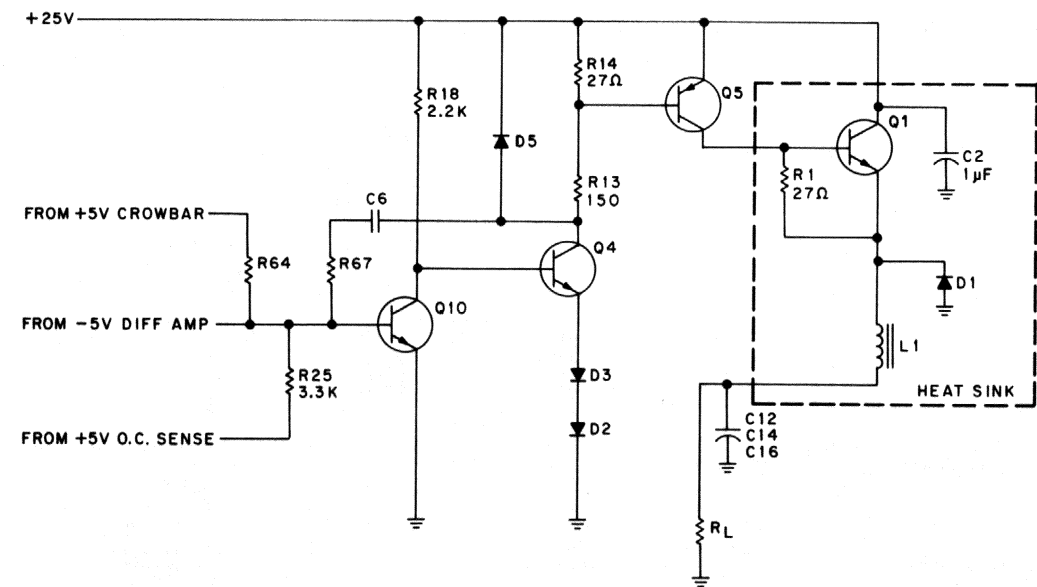 +25V
R14
27Ω
Q5
R18
2.2K
Q1
D5
C2
1µF
R1
27Ω
R13
150
C6
FROM +5V CROWBAR
Q4
R64
R67
D1
Q10
FROM -5V DIFF AMP
L1
R25
3.3K
D3
HEAT SINK
C12
C14
C16
D2
FROM +5V O.C. SENSE
RL